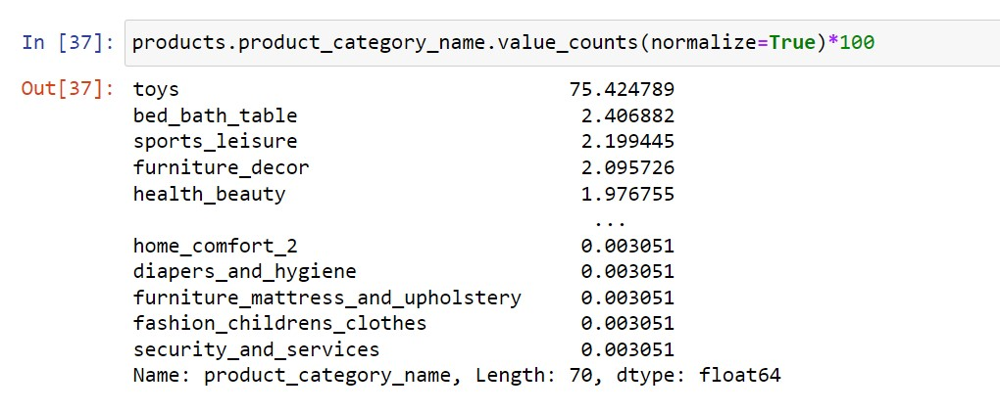 In [37]: products.product_category_name.value_counts(normalize=True)*100
Out[37]: toys 75.424789
bed_bath_table 2.406882
sports_leisure 2.199445
furniture_decor 2.095726
health_beauty 1.976755
...
home_comfort_2 0.003051
diapers_and_hygiene 0.003051
furniture_mattress_and_upholstery 0.003051
fashion_childrens_clothes 0.003051
security_and_services 0.003051
Name: product_category_name, Length: 70, dtype: float64